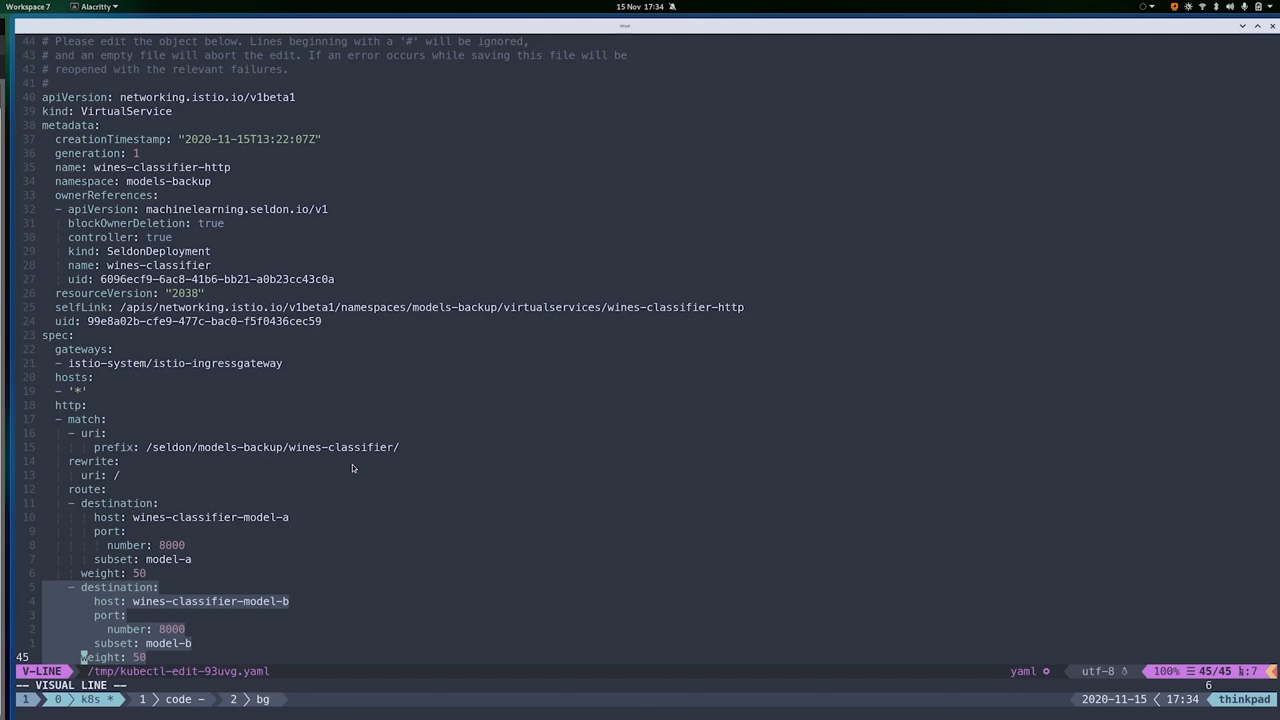 Workspace 7 Alacritty 15 Nov 17:34
44 # Please edit the object below. Lines beginning with a '#' will be ignored,
43 # and an empty file will abort the edit. If an error occurs while saving this file will be
42 # reopened with the relevant failures.
41 #
40 apiVersion: networking.istio.io/v1beta1
39 kind: VirtualService
38 metadata:
37   creationTimestamp: "2020-11-15T13:22:07Z"
36   generation: 1
35   name: wines-classifier-http
34   namespace: models-backup
33   ownerReferences:
32   - apiVersion: machinelearning.seldon.io/v1
31     blockOwnerDeletion: true
30     controller: true
29     kind: SeldonDeployment
28     name: wines-classifier
27     uid: 6096ecf9-6ac8-41b6-bb21-a0b23cc43c0a
26   resourceVersion: "2038"
25   selfLink: /apis/networking.istio.io/v1beta1/namespaces/models-backup/virtualservices/wines-classifier-http
24   uid: 99e8a02b-cfe9-477c-bac0-f5f0436cec59
23 spec:
22   gateways:
21   - istio-system/istio-ingressgateway
20   hosts:
19   - '*'
18   http:
17   - match:
16     - uri:
15         prefix: /seldon/models-backup/wines-classifier/
14     rewrite:
13       uri: /
12     route:
11     - destination:
10         host: wines-classifier-model-a
9         port:
8           number: 8000
7         subset: model-a
6       weight: 50
5     - destination:
4         host: wines-classifier-model-b
3         port:
2           number: 8000
1         subset: model-b
45       weight: 50
V-LINE /tmp/kubectl-edit-93uvg.yaml yaml utf-8 100% 45/45 :7
-- VISUAL LINE -- 6
1 0 k8s * 1 code - 2 bg 2020-11-15 17:34 thinkpad